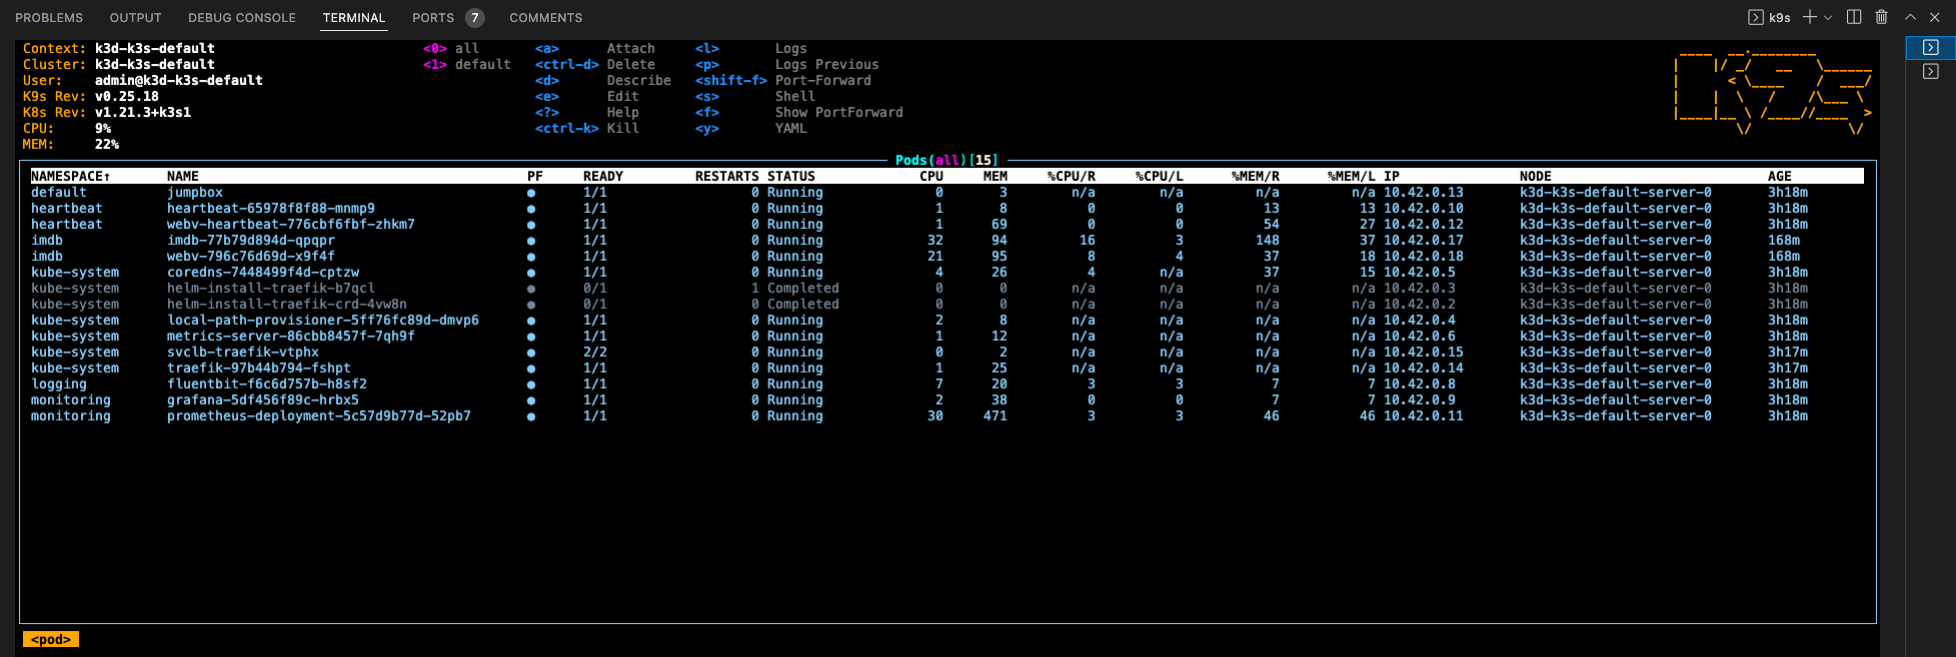 PROBLEMS OUTPUT DEBUG CONSOLE TERMINAL PORTS 7 COMMENTS k9s
Context: k3d-k3s-default <0> all <a> Attach <l> Logs
Cluster: k3d-k3s-default <1> default <ctrl-d> Delete <p> Logs Previous
User: admin@k3d-k3s-default <d> Describe <shift-f> Port-Forward
K9s Rev: v0.25.18 <e> Edit <s> Shell
K8s Rev: v1.21.3+k3s1 <?> Help <f> Show PortForward
CPU: 9% <ctrl-k> Kill <y> YAML
MEM: 22%
Pods(all)[15]
NAMESPACE↑ NAME PF READY RESTARTS STATUS CPU MEM %CPU/R %CPU/L %MEM/R %MEM/L IP NODE AGE
default jumpbox ● 1/1 0 Running 0 3 n/a n/a n/a n/a 10.42.0.13 k3d-k3s-default-server-0 3h18m
heartbeat heartbeat-65978f8f88-mnmp9 ● 1/1 0 Running 1 8 0 0 13 13 10.42.0.10 k3d-k3s-default-server-0 3h18m
heartbeat webv-heartbeat-776cbf6fbf-zhkm7 ● 1/1 0 Running 1 69 0 0 54 27 10.42.0.12 k3d-k3s-default-server-0 3h18m
imdb imdb-77b79d894d-qpqpr ● 1/1 0 Running 32 94 16 3 148 37 10.42.0.17 k3d-k3s-default-server-0 168m
imdb webv-796c76d69d-x9f4f ● 1/1 0 Running 21 95 8 4 37 18 10.42.0.18 k3d-k3s-default-server-0 168m
kube-system coredns-7448499f4d-cptzw ● 1/1 0 Running 4 26 4 n/a 37 15 10.42.0.5 k3d-k3s-default-server-0 3h18m
kube-system helm-install-traefik-b7qcl ● 0/1 1 Completed 0 0 n/a n/a n/a n/a 10.42.0.3 k3d-k3s-default-server-0 3h18m
kube-system helm-install-traefik-crd-4vw8n ● 0/1 0 Completed 0 0 n/a n/a n/a n/a 10.42.0.2 k3d-k3s-default-server-0 3h18m
kube-system local-path-provisioner-5ff76fc89d-dmvp6 ● 1/1 0 Running 2 8 n/a n/a n/a n/a 10.42.0.4 k3d-k3s-default-server-0 3h18m
kube-system metrics-server-86cbb8457f-7qh9f ● 1/1 0 Running 1 12 n/a n/a n/a n/a 10.42.0.6 k3d-k3s-default-server-0 3h18m
kube-system svclb-traefik-vtphx ● 2/2 0 Running 0 2 n/a n/a n/a n/a 10.42.0.15 k3d-k3s-default-server-0 3h17m
kube-system traefik-97b44b794-fshpt ● 1/1 0 Running 1 25 n/a n/a n/a n/a 10.42.0.14 k3d-k3s-default-server-0 3h17m
logging fluentbit-f6c6d757b-h8sf2 ● 1/1 0 Running 7 20 3 3 7 7 10.42.0.8 k3d-k3s-default-server-0 3h18m
monitoring grafana-5df456f89c-hrbx5 ● 1/1 0 Running 2 38 0 0 7 7 10.42.0.9 k3d-k3s-default-server-0 3h18m
monitoring prometheus-deployment-5c57d9b77d-52pb7 ● 1/1 0 Running 30 471 3 3 46 46 10.42.0.11 k3d-k3s-default-server-0 3h18m
<pod>